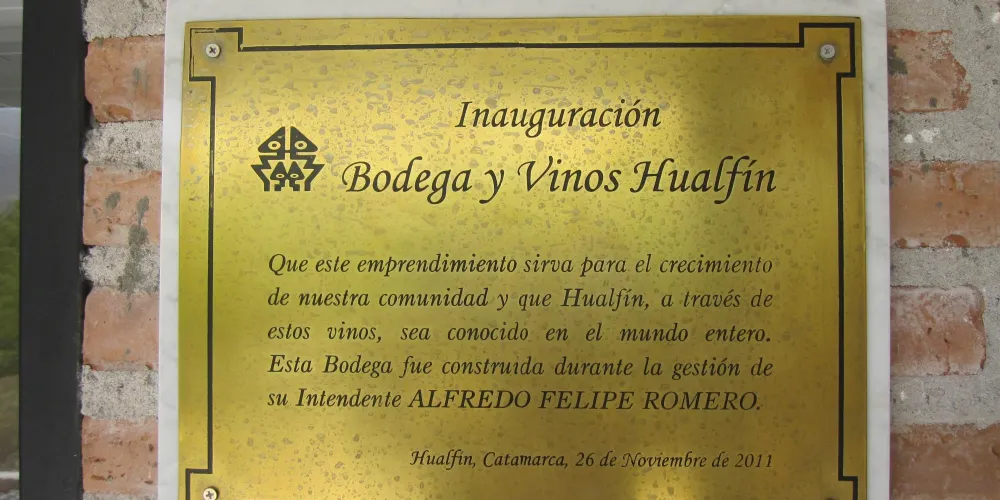 Inauguración
Bodega y Vinos Hualfín
Que este emprendimiento sirva para el crecimiento
de nuestra comunidad y que Hualfín, a través de
estos vinos, sea conocido en el mundo entero.
Esta Bodega fue construida durante la gestión de
su Intendente ALFREDO FELIPE ROMERO.
Hualfín, Catamarca, 26 de Noviembre de 2011